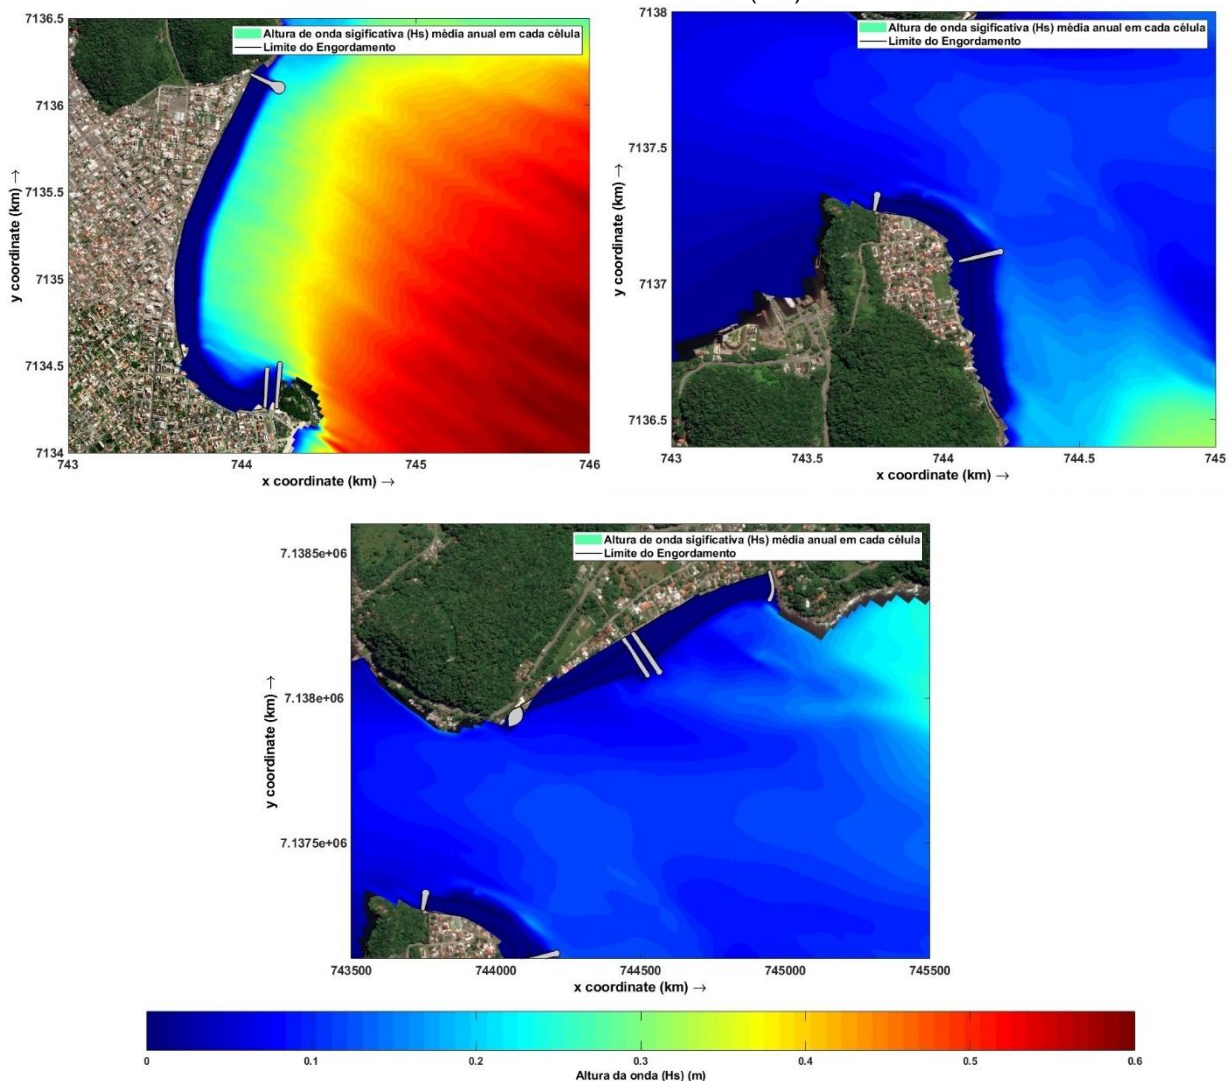 7136.5
7136
7135.5
7135
7134.5
7134
743
744
745
746
x coordinate (km) →
y coordinate (km) →
Altura de onda sigificativa (Hs) média anual em cada célula
Limite do Engordamento
7138
7137.5
7137
7136.5
743
743.5
744
744.5
745
x coordinate (km) →
y coordinate (km) →
Altura de onda sigificativa (Hs) média anual em cada célula
Limite do Engordamento
7.1385e+06
7.138e+06
7.1375e+06
743500
744000
744500
745000
745500
x coordinate (km) →
y coordinate (km) →
Altura de onda sigificativa (Hs) média anual em cada célula
Limite do Engordamento
0
0.1
0.2
0.3
0.4
0.5
0.6
Altura da onda (Hs) (m)